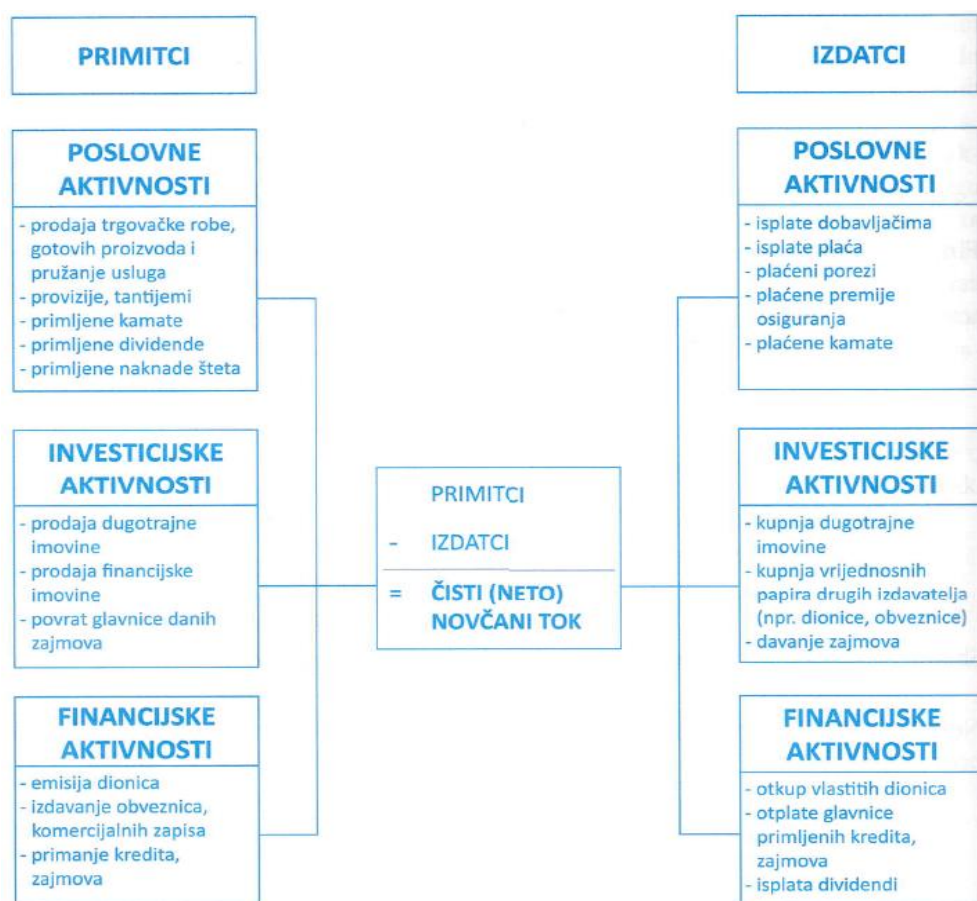 PRIMITCI
POSLOVNE
AKTIVNOSTI
- prodaja trgovačke robe,
gotovih proizvoda i
pružanje usluga
- provizije, tantijemi
- primljene kamate
- primljene dividende
- primljene naknade šteta
INVESTICIJSKE
AKTIVNOSTI
- prodaja dugotrajne
imovine
- prodaja financijske
imovine
- povrat glavnice danih
zajmova
FINANCIJSKE
AKTIVNOSTI
- emisija dionica
- izdavanje obveznica,
komercijalnih zapisa
- primanje kredita,
zajmova
PRIMITCI
- IZDATCI
= ČISTI (NETO)
NOVČANI TOK
IZDATCI
POSLOVNE
AKTIVNOSTI
- isplate dobavljačima
- isplate plaća
- plaćeni porezi
- plaćene premije
osiguranja
- plaćene kamate
INVESTICIJSKE
AKTIVNOSTI
- kupnja dugotrajne
imovine
- kupnja vrijednosnih
papira drugih izdavatelja
(npr. dionice, obveznice)
- davanje zajmova
FINANCIJSKE
AKTIVNOSTI
- otkup vlastitih dionica
- otplate glavnice
primljenih kredita,
zajmova
- isplata dividendi